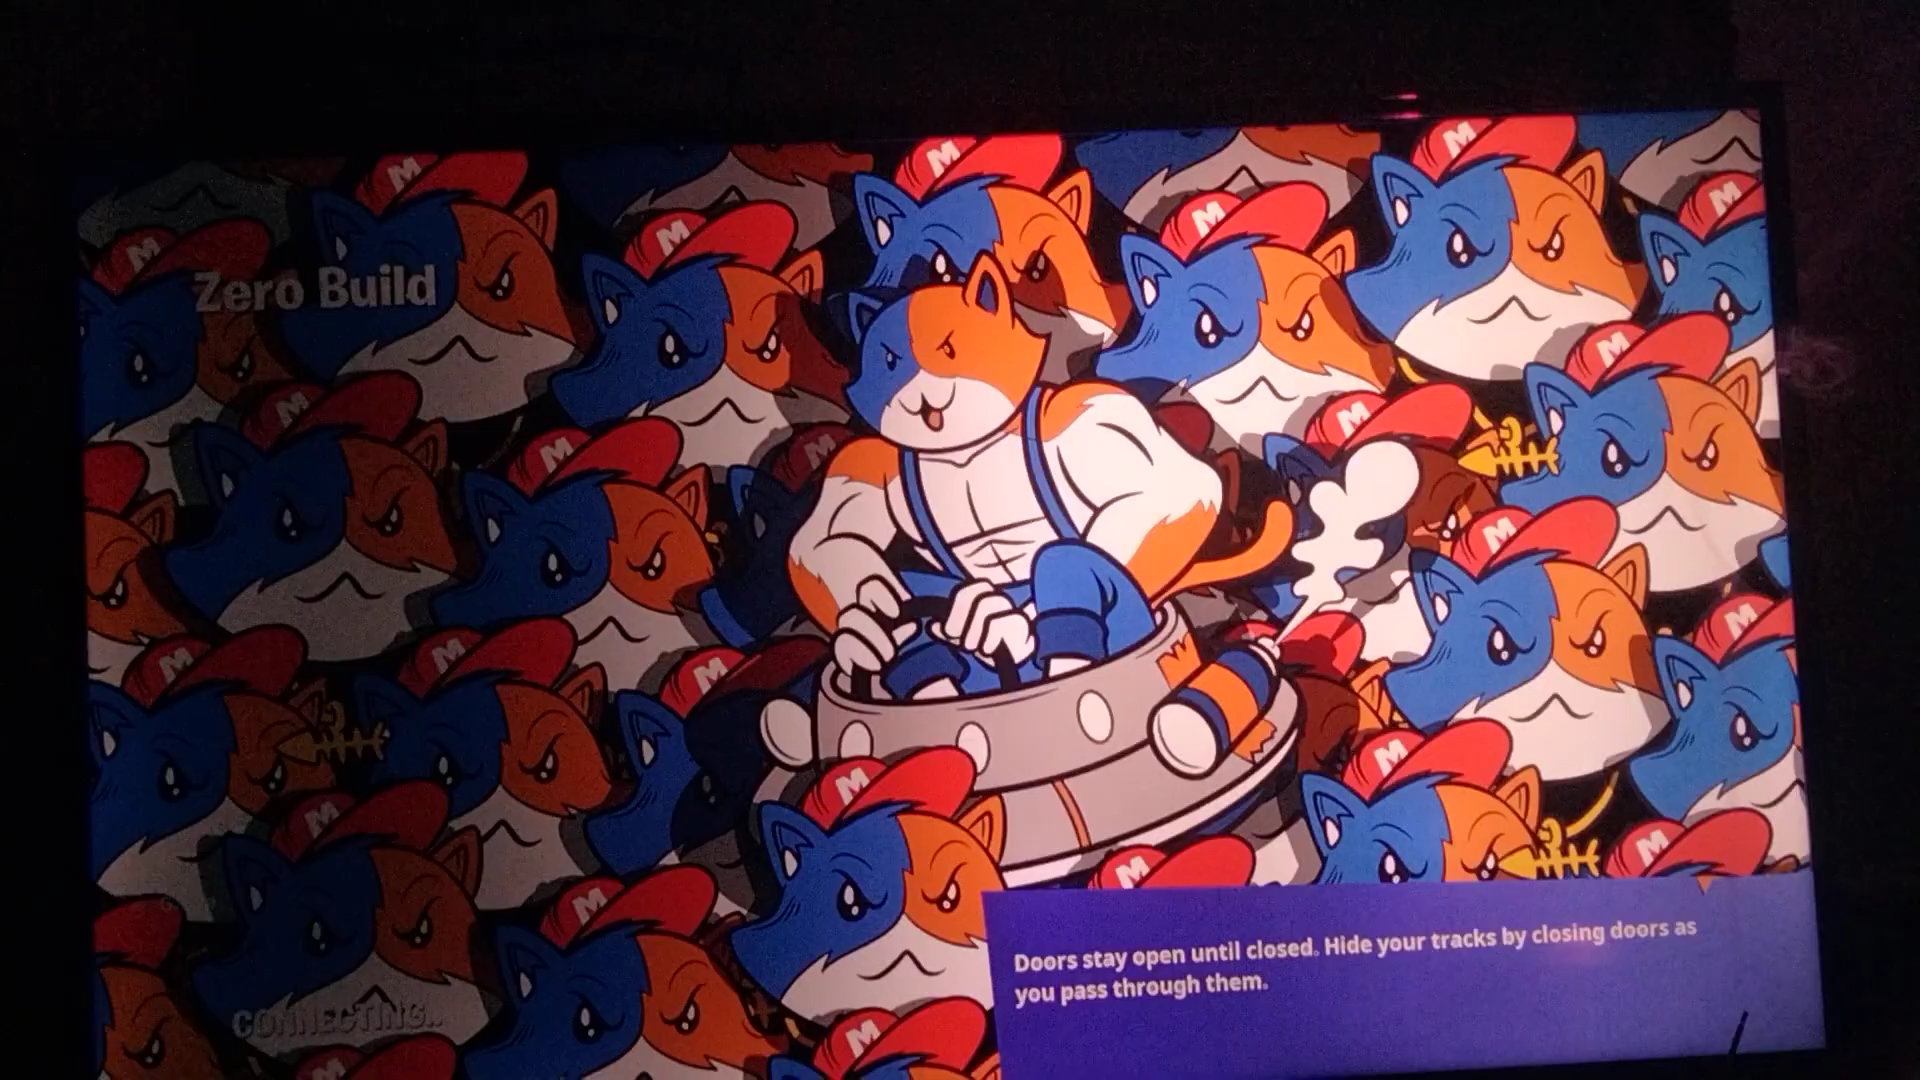 M M M M M M M
Zero Build
M M M M M M M M M M M M M M M M M
Doors stay open until closed. Hide your tracks by closing doors as
you pass through them.
CONNECTING..
M M